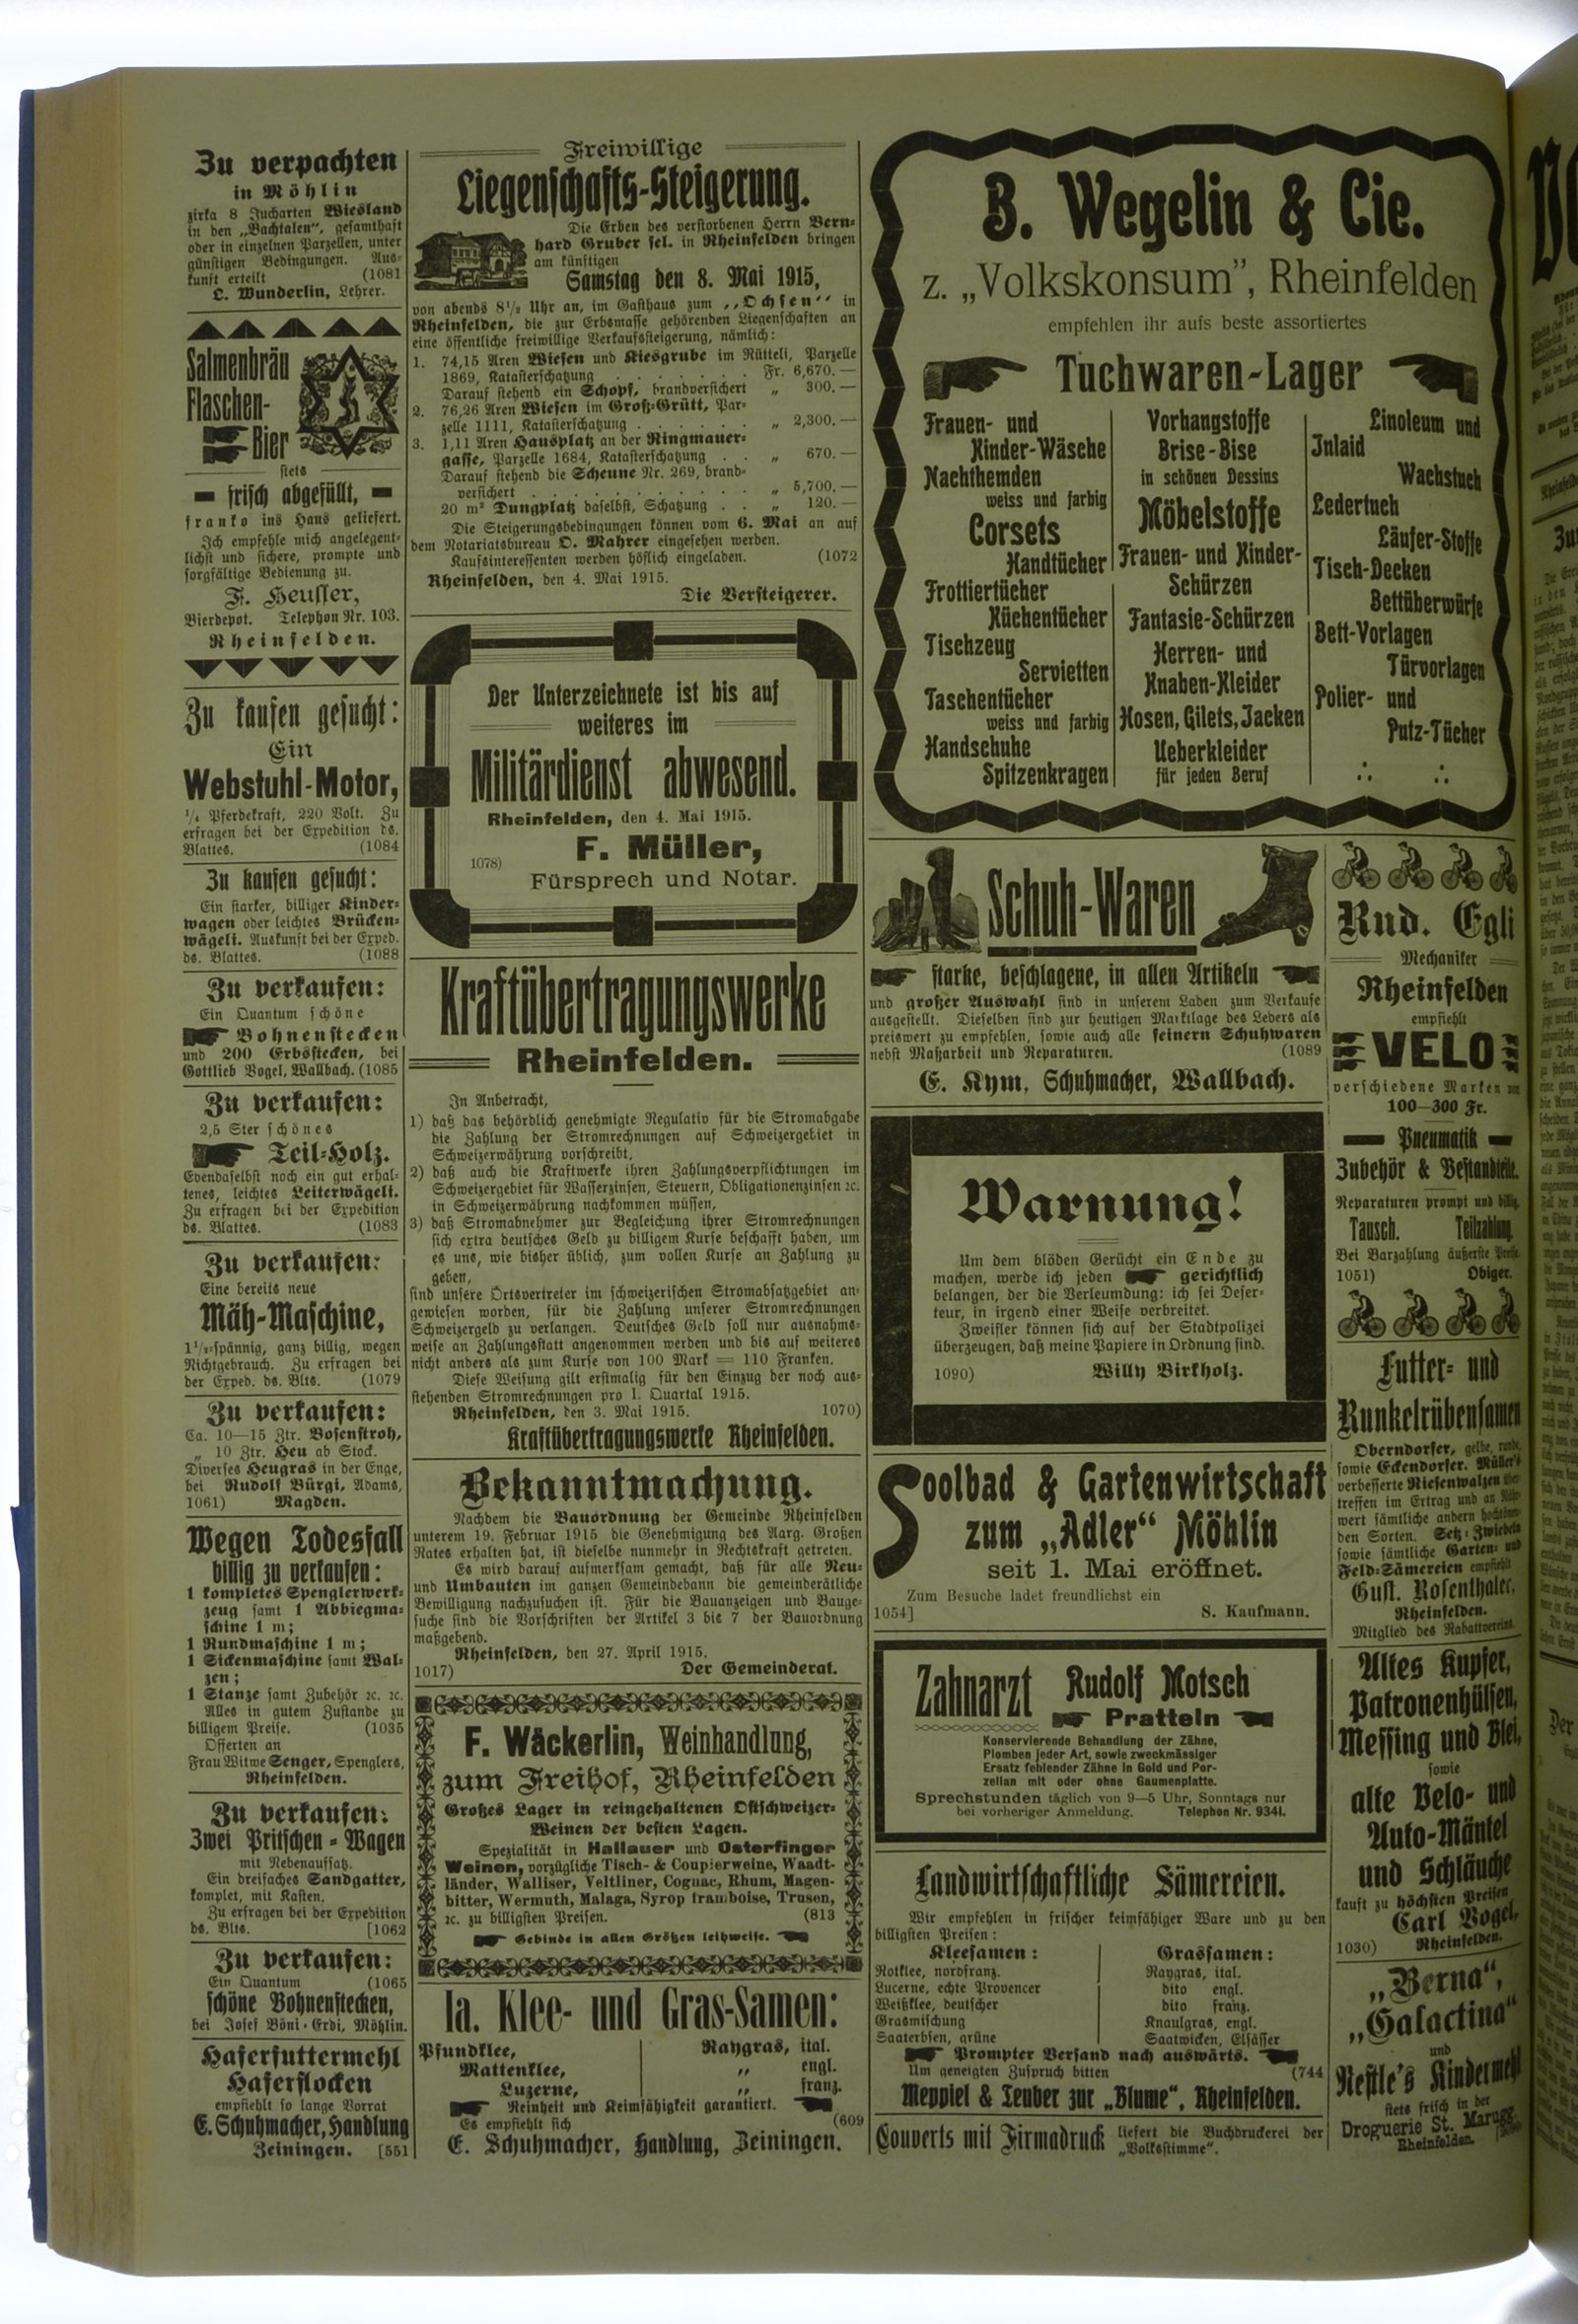 Zu verpachten
in Möhlin
zirka 8 Jucharten Wiesland
in den „Bachtalen“, gesamthaft
oder in einzelnen Parzellen, unter
günstigen Bedingungen. Aus-
kunft erteilt (1081
L. Wunderlin, Lehrer.
Salmenbräu
Flaschen-
Bier
stets
frisch abgefüllt,
franko ins Haus geliefert.
Ich empfehle mich angelegent-
lichst und sichere, prompte und
sorgfältige Bedienung zu.
F. Heusser,
Bierdepot. Telephon Nr. 103.
Rheinfelden.
Zu kaufen gesucht:
Ein
Webstuhl-Motor,
¼ Pferdekraft, 220 Volt. Zu
erfragen bei der Expedition ds.
Blattes. (1084
Zu kaufen gesucht:
Ein starker, billiger Kinder-
wagen oder leichtes Brücken-
wägeli. Auskunft bei der Exped.
ds. Blattes. (1088
Zu verkaufen:
Ein Quantum schöne
Bohnenstecken
und 200 Erbsstecken, bei
Gottlieb Vogel, Wallbach. (1085
Zu verkaufen:
2,5 Ster schönes
Teil-Holz.
Ebendaselbst noch ein gut erhal-
tenes, leichtes Leiterwägeli.
Zu erfragen bei der Expedition
ds. Blattes. (1083
Zu verkaufen:
Eine bereits neue
Mäh-Maschine,
1½-spännig, ganz billig, wegen
Nichtgebrauch. Zu erfragen bei
der Exped. ds. Blts. (1079
Zu verkaufen:
Ca. 10—15 Ztr. Bosenstroh,
„ 10 Ztr. Heu ab Stock.
Diverses Heugras in der Enge,
bei Rudolf Bürgi, Adams,
1061) Magden.
Wegen Todesfall
billig zu verkaufen:
1 komplettes Spenglerwerk-
zeug samt 1 Abbiegma-
schine 1 m;
1 Rundmaschine 1 m;
1 Sickenmaschine samt Wal-
zen;
1 Stanze samt Zubehör ꝛc. ꝛc.
Alles in gutem Zustande zu
billigem Preise. (1035
Offerten an
Frau Witwe Senger, Spenglers,
Rheinfelden.
Zu verkaufen:
Zwei Pritschen-Wagen
mit Nebenaufsatz.
Ein dreifaches Sandgatter,
komplet, mit Kasten.
Zu erfragen bei der Expedition
ds. Blts. [1062
Zu verkaufen:
Ein Quantum (1065
schöne Bohnenstecken,
bei Josef Böni-Erdi, Möhlin.
Haferfuttermehl
Haferflocken
empfiehlt so lange Vorrat
E. Schuhmacher, Handlung
Zeiningen. [551
Freiwillige
Liegenschafts-Steigerung.
Die Erben des verstorbenen Herrn Bern-
hard Gruber sel. in Rheinfelden bringen
am künftigen
Samstag den 8. Mai 1915,
von abends 8½ Uhr an, im Gasthaus zum „Ochsen“ in
Rheinfelden, die zur Erbsmasse gehörenden Liegenschaften an
eine öffentliche freiwillige Verkaufssteigerung, nämlich:
1. 74,15 Aren Wiesen und Kiesgrube im Rütteli, Parzelle
1869, Katasterschatzung . . . . . . . Fr. 6,670.—
Darauf stehend ein Schopf, brandversichert „ 300.—
2. 76,26 Aren Wiesen im Groß-Grütt, Par-
zelle 1111, Katasterschatzung . . . . . . „ 2,300.—
3. 1,11 Aren Hausplatz an der Ringmauer-
gasse, Parzelle 1684, Katasterschatzung . . „ 670.—
Darauf stehend die Scheune Nr. 269, brand-
versichert . . . . . . . . . . . . „ 5,700.—
20 m² Dungplatz daselbst, Schatzung . . „ 120.—
Die Steigerungsbedingungen können vom 6. Mai an auf
dem Notariatsbureau O. Mahrer eingesehen werden.
Kaufsinteressenten werden höflich eingeladen. (1072
Rheinfelden, den 4. Mai 1915.
Die Versteigerer.
Der Unterzeichnete ist bis auf
weiteres im
Militärdienst abwesend.
Rheinfelden, den 4. Mai 1915.
F. Müller,
1078)
Fürsprech und Notar.
Kraftübertragungswerke
Rheinfelden.
In Anbetracht,
1) daß das behördlich genehmigte Regulativ für die Stromabgabe
die Zahlung der Stromrechnungen auf Schweizergebiet in
Schweizerwährung vorschreibt,
2) daß auch die Kraftwerke ihren Zahlungsverpflichtungen im
Schweizergebiet für Wasserzinsen, Steuern, Obligationenzinsen ꝛc.
in Schweizerwährung nachkommen müssen,
3) daß Stromabnehmer zur Begleichung ihrer Stromrechnungen
sich extra deutsches Geld zu billigem Kurse beschafft haben, um
es uns, wie bisher üblich, zum vollen Kurse an Zahlung zu
geben,
sind unsere Ortsvertreter im schweizerischen Stromabsatzgebiet an-
gewiesen worden, für die Zahlung unserer Stromrechnungen
Schweizergeld zu verlangen. Deutsches Geld soll nur ausnahms-
weise an Zahlungsstatt angenommen werden und bis auf weiteres
nicht anders als zum Kurse von 100 Mark = 110 Franken.
Diese Weisung gilt erstmalig für den Einzug der noch aus-
stehenden Stromrechnungen pro 1. Quartal 1915.
Rheinfelden, den 3. Mai 1915. 1070)
Kraftübertragungswerke Rheinfelden.
Bekanntmachung.
Nachdem die Bauordnung der Gemeinde Rheinfelden
unterem 19. Februar 1915 die Genehmigung des Aarg. Großen
Rates erhalten hat, ist dieselbe nunmehr in Rechtskraft getreten.
Es wird darauf aufmerksam gemacht, daß für alle Neu-
und Umbauten im ganzen Gemeindebann die gemeinderätliche
Bewilligung nachzusuchen ist. Für die Bauanzeigen und Bauge-
suche sind die Vorschriften der Artikel 3 bis 7 der Bauordnung
maßgebend.
Rheinfelden, den 27. April 1915.
1017) Der Gemeinderat.
F. Wäckerlin, Weinhandlung,
zum Freihof, Rheinfelden
Großes Lager in reingehaltenen Ostschweizer-
Weinen der besten Lagen.
Spezialität in Hallauer und Osterfinger
Weinen, vorzügliche Tisch- & Coupierweine, Waadt-
länder, Walliser, Veltliner, Cognac, Rhum, Magen-
bitter, Wermuth, Malaga, Syrop framboise, Trusen,
ꝛc. zu billigsten Preisen. (813
Gebinde in allen Größen leihweise.
Ia. Klee- und Gras-Samen:
Pfundklee, Raygras, ital.
Mattenklee, „ engl.
Luzerne, „ franz.
Reinheit und Keimfähigkeit garantiert.
Es empfiehlt sich (609
E. Schuhmacher, Handlung, Zeiningen.
B. Wegelin & Cie.
z. „Volkskonsum“, Rheinfelden
empfehlen ihr aufs beste assortiertes
Tuchwaren-Lager
Frauen- und
Kinder-Wäsche
Nachthemden
weiss und farbig
Corsets
Handtücher
Frottiertücher
Küchentücher
Tischzeug
Servietten
Taschentücher
weiss und farbig
Handschuhe
Spitzenkragen
Vorhangstoffe
Brise-Bise
in schönen Dessins
Möbelstoffe
Frauen- und Kinder-
Schürzen
Fantasie-Schürzen
Herren- und
Knaben-Kleider
Hosen, Gilets, Jacken
Ueberkleider
für jeden Beruf
Linoleum und
Inlaid
Wachstuch
Ledertuch
Läufer-Stoffe
Tisch-Decken
Bettüberwürfe
Bett-Vorlagen
Türvorlagen
Polier- und
Putz-Tücher
Schuh-Waren
starke, beschlagene, in allen Artikeln
und großer Auswahl sind in unserem Laden zum Verkaufe
ausgestellt. Dieselben sind zur heutigen Marktlage des Leders als
preiswert zu empfehlen, sowie auch alle feinern Schuhwaren
nebst Maßarbeit und Reparaturen. (1089
E. Kym, Schuhmacher, Wallbach.
Warnung!
Um dem blöden Gerücht ein Ende zu
machen, werde ich jeden gerichtlich
belangen, der die Verleumdung: ich sei Deser-
teur, in irgend einer Weise verbreitet.
Zweifler können sich auf der Stadtpolizei
überzeugen, daß meine Papiere in Ordnung sind.
1090) Willy Birkholz.
Soolbad & Gartenwirtschaft
zum „Adler“ Möhlin
seit 1. Mai eröffnet.
Zum Besuche ladet freundlichst ein
1054] S. Kaufmann.
Zahnarzt Rudolf Motsch
Pratteln
Konservierende Behandlung der Zähne,
Plomben jeder Art, sowie zweckmässiger
Ersatz fehlender Zähne in Gold und Por-
zellan mit oder ohne Gaumenplatte.
Sprechstunden täglich von 9—5 Uhr, Sonntags nur
bei vorheriger Anmeldung. Telephon Nr. 9341.
Landwirtschaftliche Sämereien.
Wir empfehlen in frischer keimfähiger Ware und zu den
billigsten Preisen:
Kleesamen: Grassamen:
Rotklee, nordfranz. Raygras, ital.
Lucerne, echte Provencer dito engl.
Weißklee, deutscher dito franz.
Grasmischung Knaulgras, engl.
Saaterbsen, grüne Saatwicken, Elsässer
Prompter Versand nach auswärts.
Um geneigten Zuspruch bitten (744
Meppiel & Teuber zur „Blume“, Rheinfelden.
Couverts mit Firmadruck liefert die Buchdruckerei der
„Volksstimme“.
Rud. Egli
Mechaniker
Rheinfelden
empfiehlt
VELO
verschiedene Marken von
100—300 Fr.
Pneumatik
Zubehör & Bestandteile.
Reparaturen prompt und billig.
Tausch. Teilzahlung.
Bei Barzahlung äußerste Preise.
1051) Obiger.
Futter- und
Runkelrübensamen
Oberndorfer, gelbe, runde,
sowie Eckendorfer. Müller's
verbesserte Riesenwalzen über-
treffen im Ertrag und an Nähr-
wert sämtliche andern
den Sorten. Setz-Zwiebeln
sowie sämtliche Garten- und
Feld-Sämereien empfiehlt
Gust. Rosenthaler,
Rheinfelden.
Mitglied des Rabattvereins.
Altes Kupfer,
Patronenhülsen,
Messing und Blei,
sowie
alte Velo- und
Auto-Mäntel
und Schläuche
kauft zu höchsten Preisen
Carl Vogel,
1030) Rheinfelden.
„Berna“,
„Galactina“
und
Nestle's Kindermehl
stets frisch in der
Droguerie St. Marugg,
Rheinfelden.